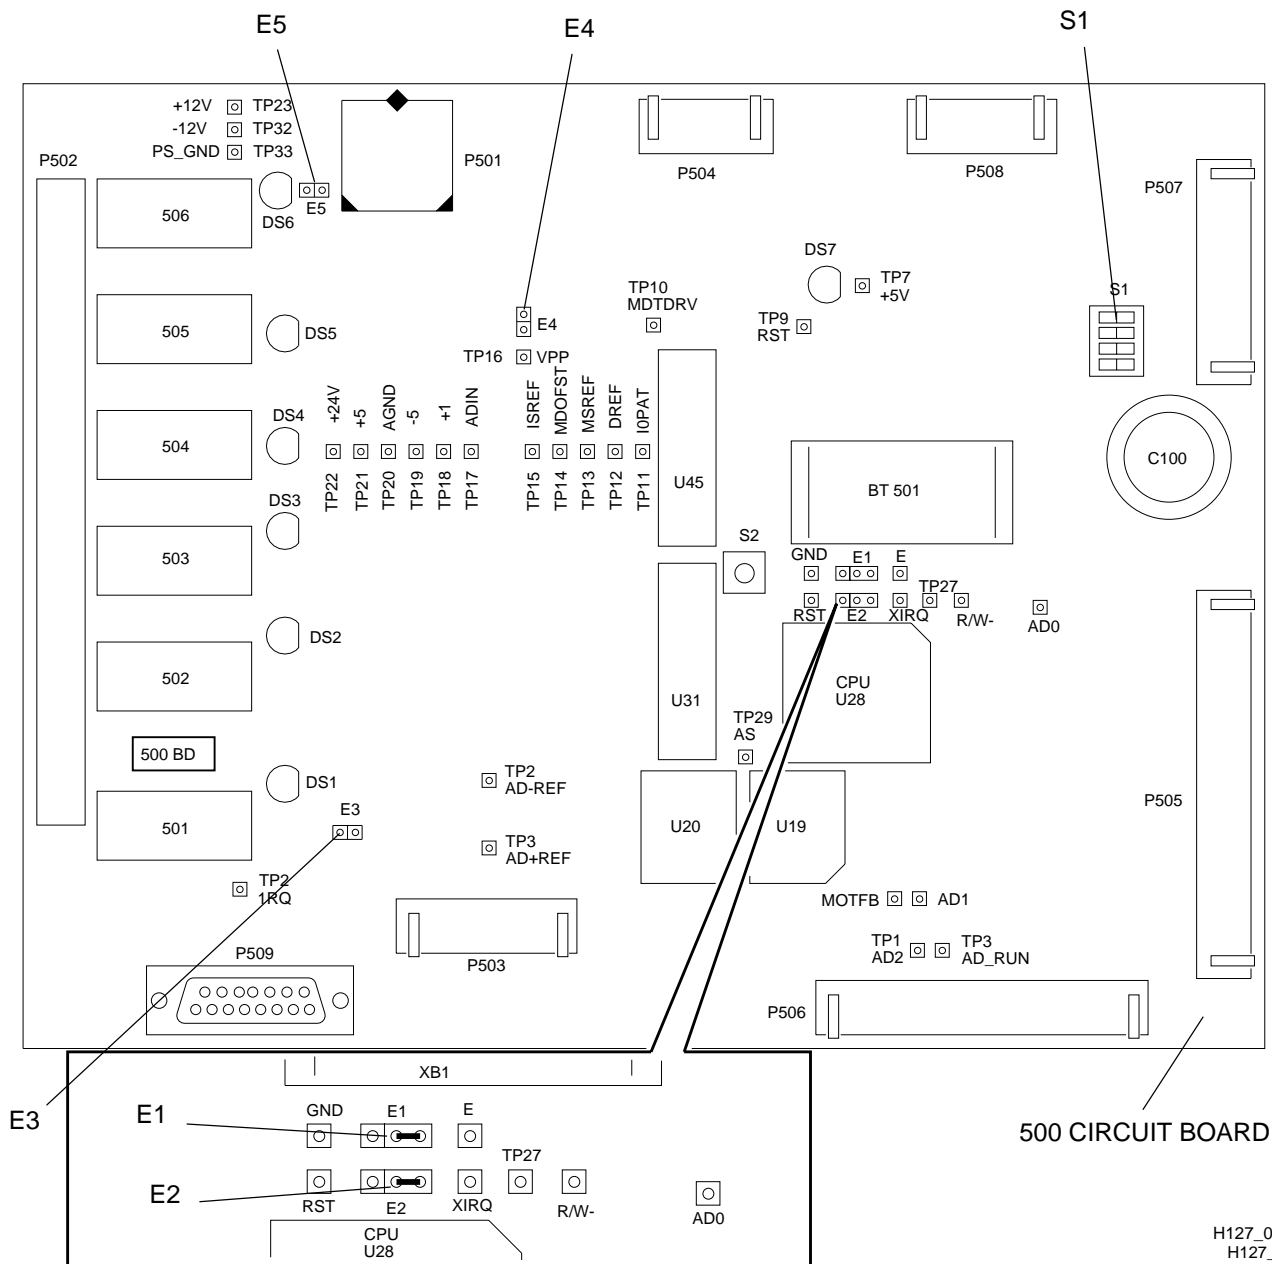 E5
E4
S1
+12V TP23
-12V TP32
PS_GND TP33
P502
P501
P504
P508
P507
506
DS6
E5
DS7
TP7
+5V
TP10
MDTDRV
TP9
RST
S1
505
DS5
E4
TP16 VPP
504
DS4
+24V
+5
AGND
-5
+1
ADIN
ISREF
MDOFST
MSREF
DREF
I0PAT
TP22
TP21
TP20
TP19
TP18
TP17
TP15
TP14
TP13
TP12
TP11
U45
BT 501
C100
DS3
503
S2
GND E1 E
TP27
RST E2 XIRQ R/W- AD0
DS2
502
U31
CPU
U28
TP29
AS
500 BD
DS1
501
E3
TP2
AD-REF
TP3
AD+REF
U20
U19
P505
TP2
1RQ
MOTFB AD1
TP1
AD2
TP3
AD_RUN
P509
P503
P506
XB1
E3
E1
GND E1 E
TP27
E2
RST E2 XIRQ R/W- AD0
CPU
U28
500 CIRCUIT BOARD
H127_0
H127_